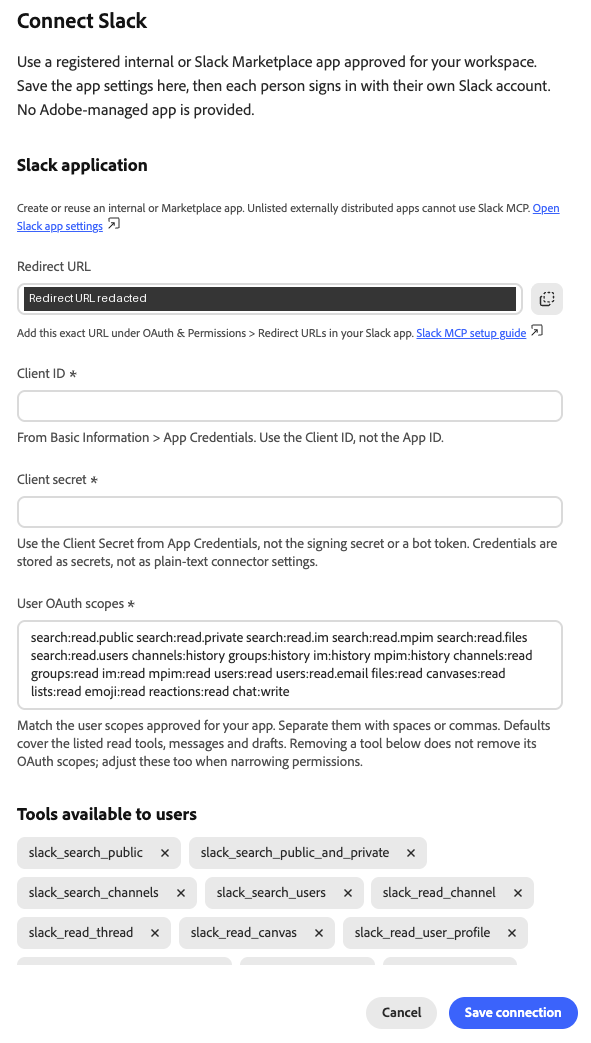 Connect Slack
Use a registered internal or Slack Marketplace app approved for your workspace.
Save the app settings here, then each person signs in with their own Slack account.
No Adobe-managed app is provided.
Slack application
Create or reuse an internal or Marketplace app. Unlisted externally distributed apps cannot use Slack MCP. Open
Slack app settings
Redirect URL
Redirect URL redacted
Add this exact URL under OAuth & Permissions > Redirect URLs in your Slack app. Slack MCP setup guide
Client ID *
From Basic Information > App Credentials. Use the Client ID, not the App ID.
Client secret *
Use the Client Secret from App Credentials, not the signing secret or a bot token. Credentials are
stored as secrets, not as plain-text connector settings.
User OAuth scopes *
search:read.public search:read.private search:read.im search:read.mpim search:read.files
search:read.users channels:history groups:history im:history mpim:history channels:read
groups:read im:read mpim:read users:read users:read.email files:read canvases:read
lists:read emoji:read reactions:read chat:write
Match the user scopes approved for your app. Separate them with spaces or commas. Defaults
cover the listed read tools, messages and drafts. Removing a tool below does not remove its
OAuth scopes; adjust these too when narrowing permissions.
Tools available to users
slack_search_public × slack_search_public_and_private ×
slack_search_channels × slack_search_users × slack_read_channel ×
slack_read_thread × slack_read_canvas × slack_read_user_profile ×
Cancel Save connection